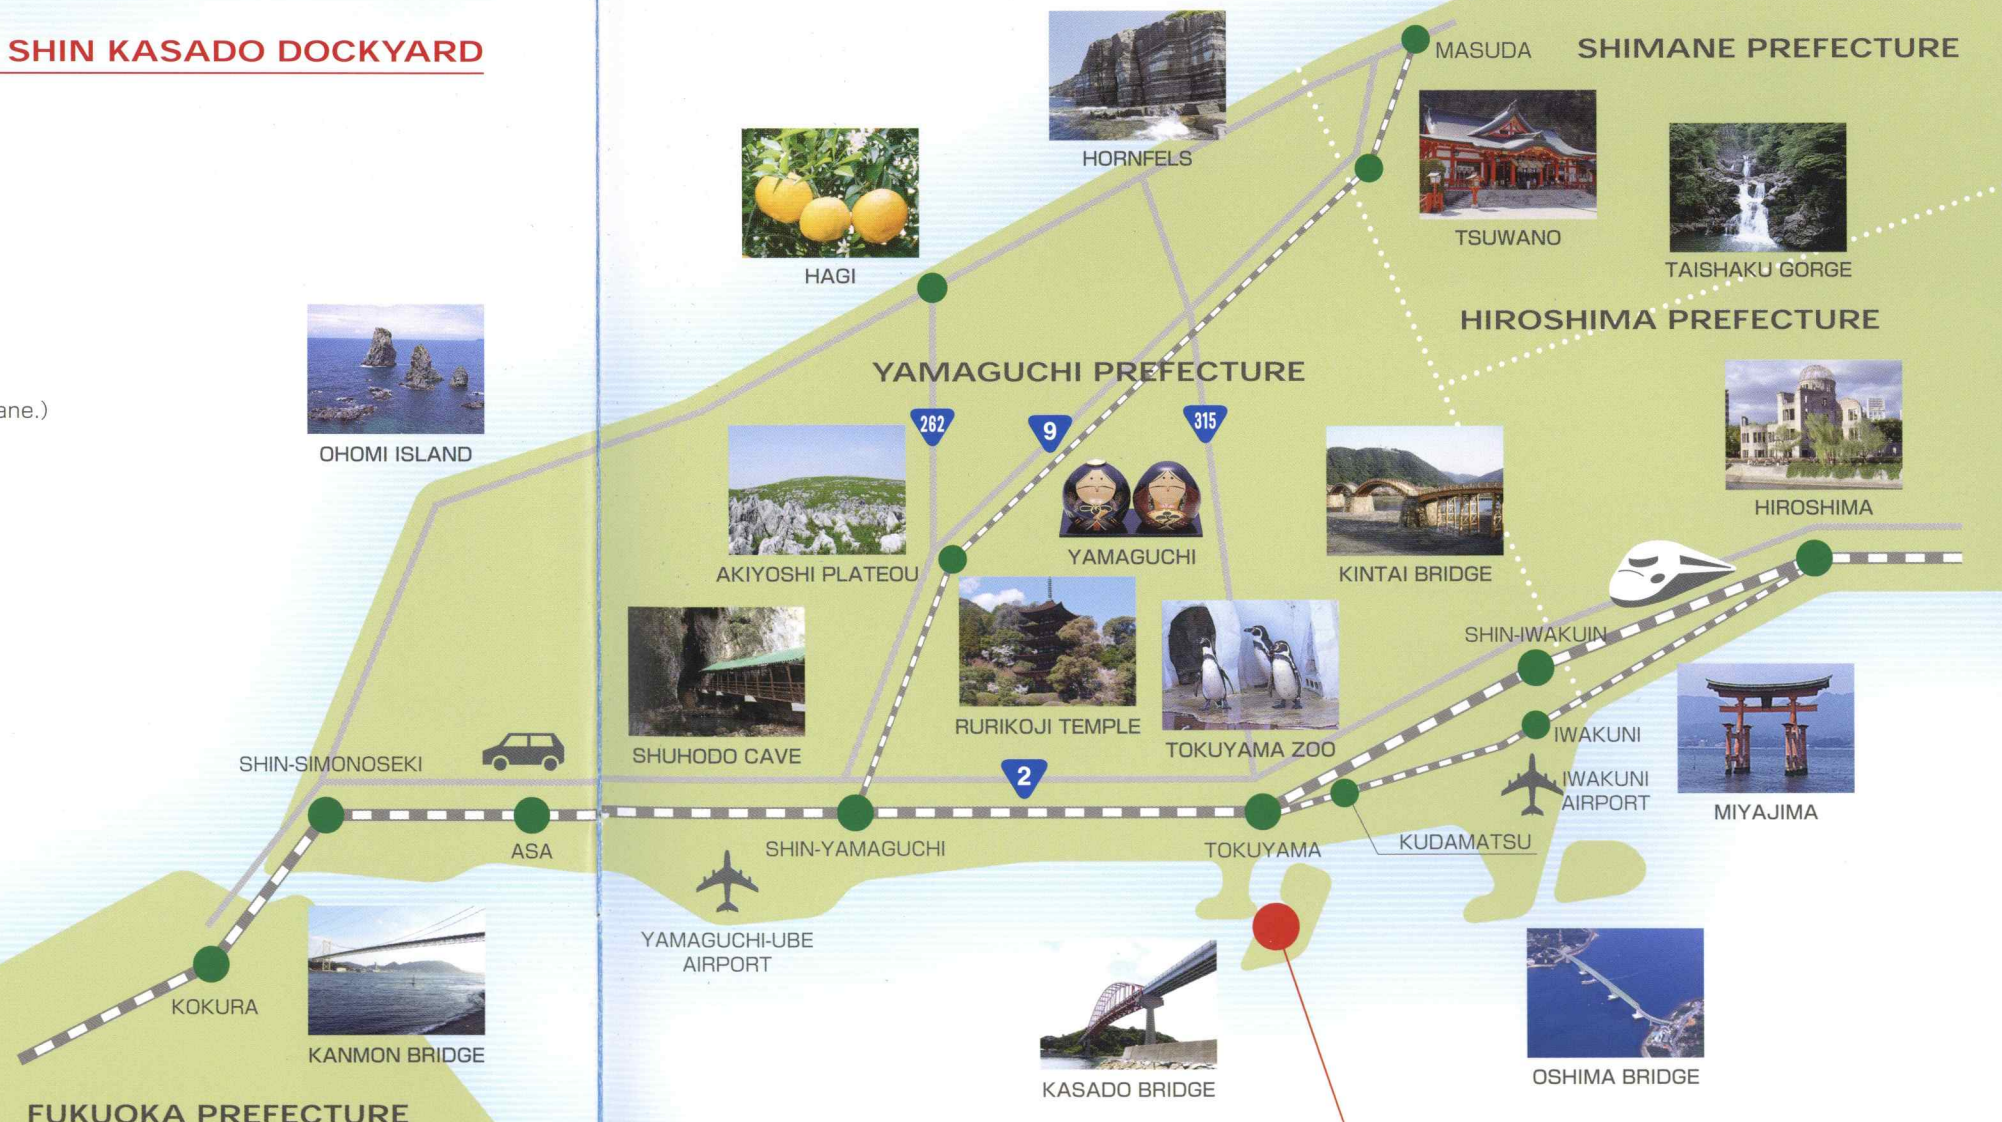 SHIN KASADO DOCKYARD
MASUDA
SHIMANE PREFECTURE
HORNFELS
TSUWANO
TAISHAKU GORGE
HAGI
HIROSHIMA PREFECTURE
YAMAGUCHI PREFECTURE
ane.)
262
9
315
OHOMI ISLAND
HIROSHIMA
YAMAGUCHI
AKIYOSHI PLATEOU
KINTAI BRIDGE
SHIN-IWAKUIN
RURIKOJI TEMPLE
IWAKUNI
TOKUYAMA ZOO
SHUHODO CAVE
SHIN-SIMONOSEKI
2
IWAKUNI
AIRPORT
MIYAJIMA
KUDAMATSU
ASA
SHIN-YAMAGUCHI
TOKUYAMA
YAMAGUCHI-UBE
AIRPORT
KOKURA
KANMON BRIDGE
OSHIMA BRIDGE
KASADO BRIDGE
FUKUOKA PREFECTURE